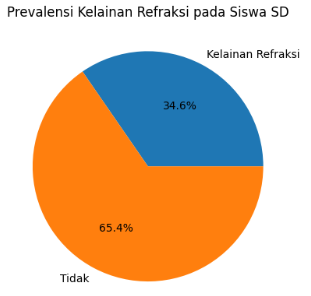 Prevalensi Kelainan Refraksi pada Siswa SD
Kelainan Refraksi
34.6%
65.4%
Tidak